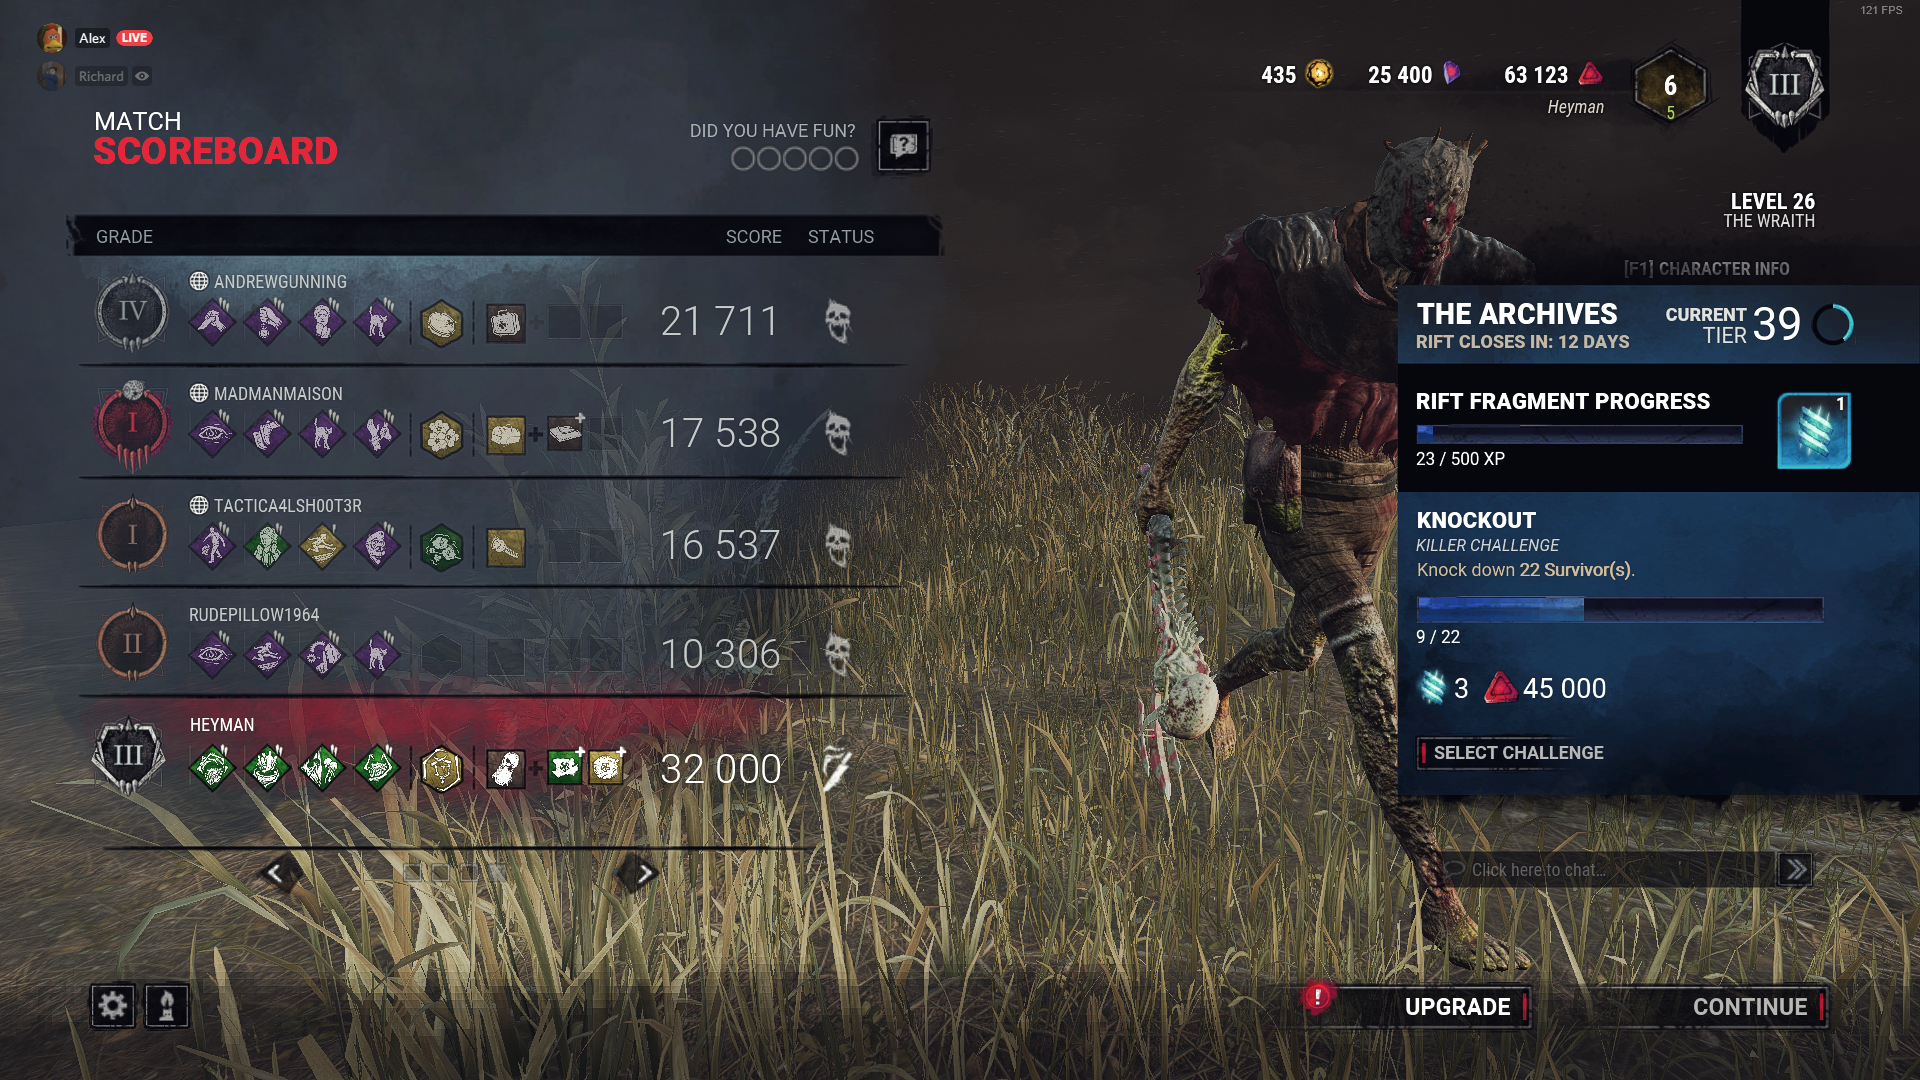 121 FPS
Alex LIVE
Richard
435 25 400 63 123
Heyman
6
5
III
MATCH
SCOREBOARD
DID YOU HAVE FUN?
LEVEL 26
THE WRAITH
[F1] CHARACTER INFO
GRADE SCORE STATUS
IV ANDREWGUNNING 21 711
I MADMANMAISON 17 538
I TACTICA4LSH00T3R 16 537
II RUDEPILLOW1964 10 306
III HEYMAN 32 000
THE ARCHIVES
RIFT CLOSES IN: 12 DAYS
CURRENT
TIER 39
RIFT FRAGMENT PROGRESS
1
23 / 500 XP
KNOCKOUT
KILLER CHALLENGE
Knock down 22 Survivor(s).
9 / 22
3 45 000
SELECT CHALLENGE
Click here to chat...
UPGRADE
CONTINUE